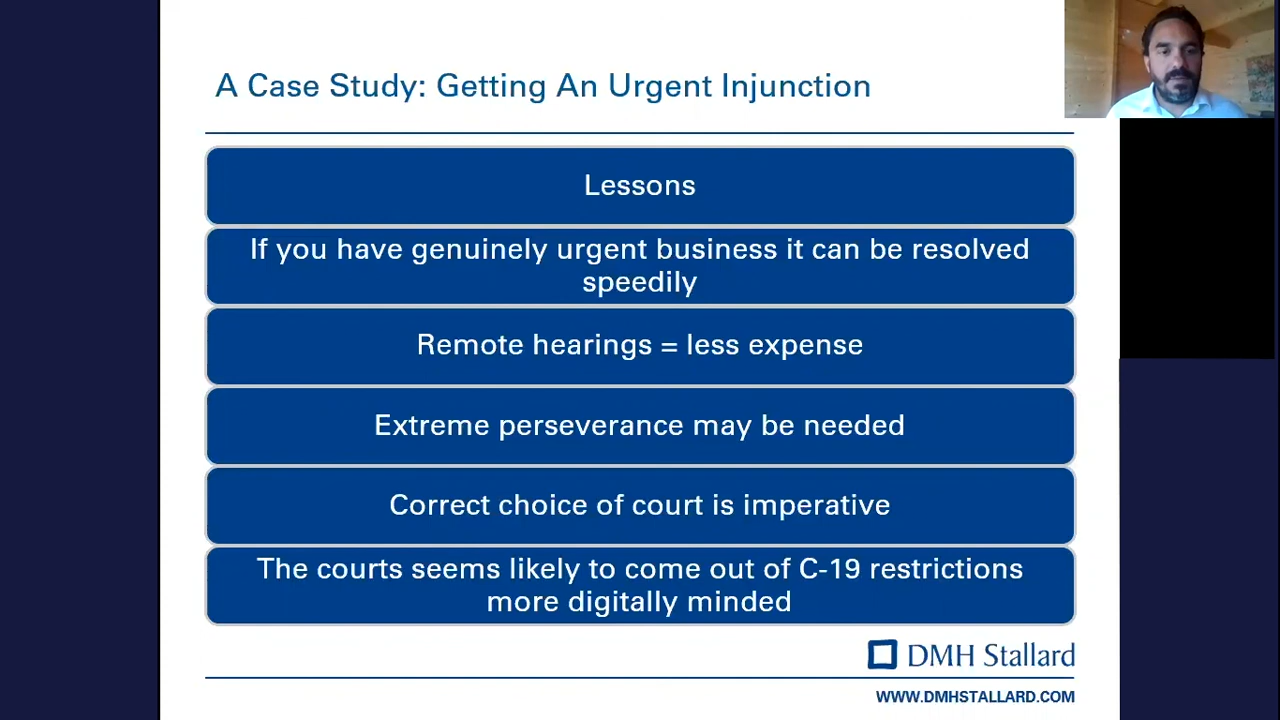 A Case Study: Getting An Urgent Injunction
Lessons
If you have genuinely urgent business it can be resolved
speedily
Remote hearings = less expense
Extreme perseverance may be needed
Correct choice of court is imperative
The courts seems likely to come out of C-19 restrictions
more digitally minded
DMH Stallard
WWW.DMHSTALLARD.COM